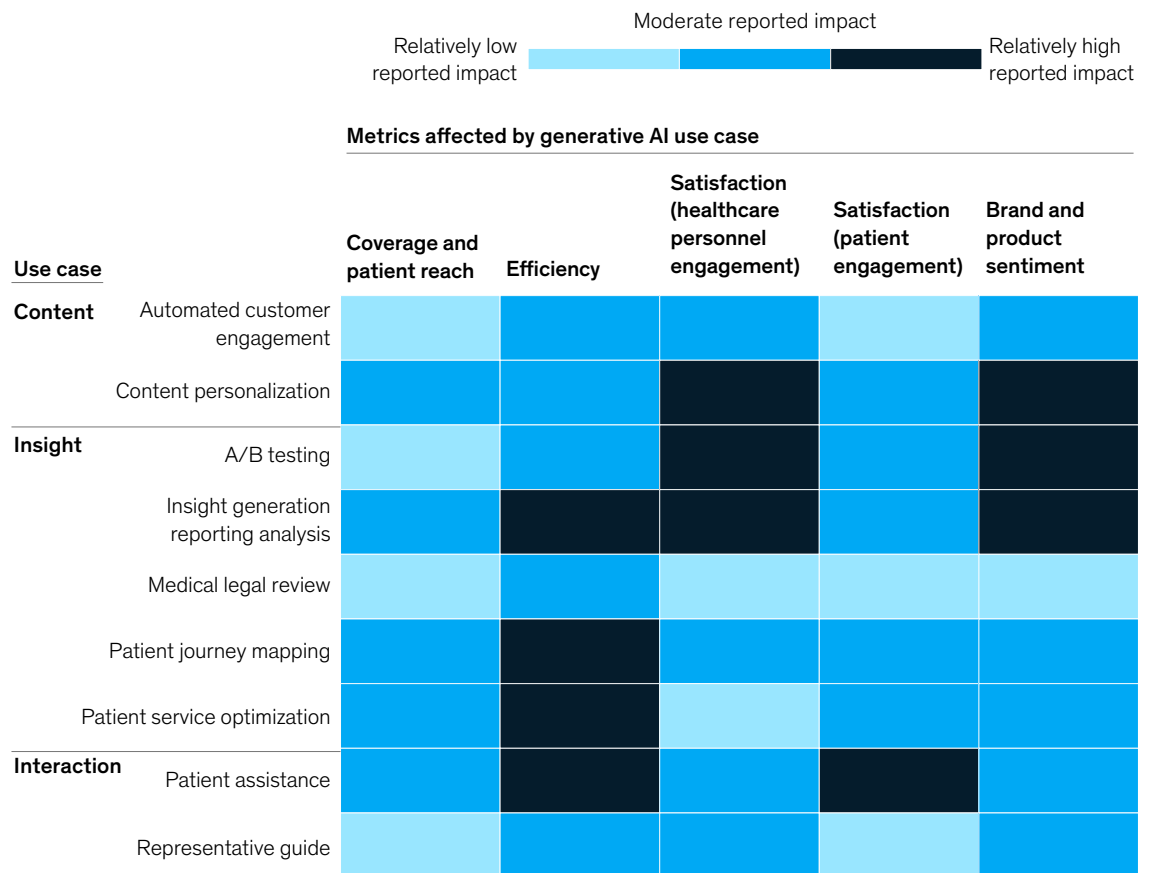 Moderate reported impact
Relatively low
reported impact
Relatively high
reported impact
Metrics affected by generative AI use case
Use case
Coverage and
patient reach
Efficiency
Satisfaction
(healthcare
personnel
engagement)
Satisfaction
(patient
engagement)
Brand and
product
sentiment
Content
Automated customer
engagement
Content personalization
Insight
A/B testing
Insight generation
reporting analysis
Medical legal review
Patient journey mapping
Patient service optimization
Interaction
Patient assistance
Representative guide